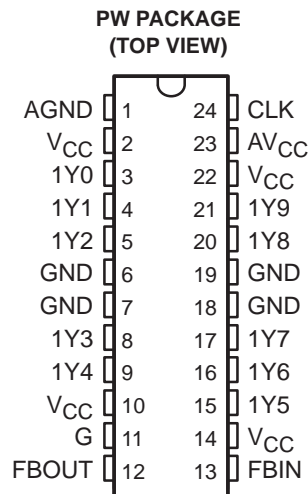 PW PACKAGE
(TOP VIEW)
AGND 1 24 CLK
VCC 2 23 AVCC
1Y0 3 22 VCC
1Y1 4 21 1Y9
1Y2 5 20 1Y8
GND 6 19 GND
GND 7 18 GND
1Y3 8 17 1Y7
1Y4 9 16 1Y6
VCC 10 15 1Y5
G 11 14 VCC
FBOUT 12 13 FBIN